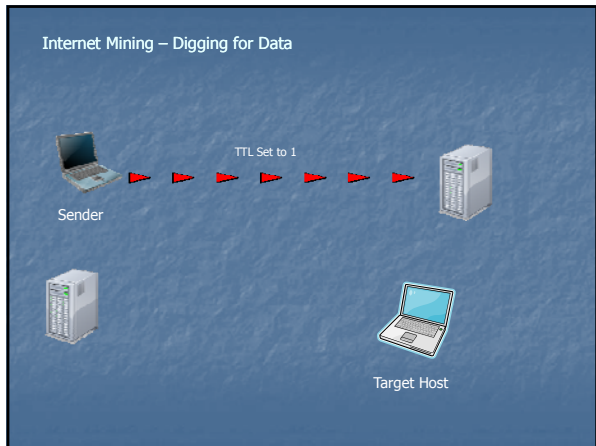 Internet Mining – Digging for Data
TTL Set to 1
Sender
Target Host